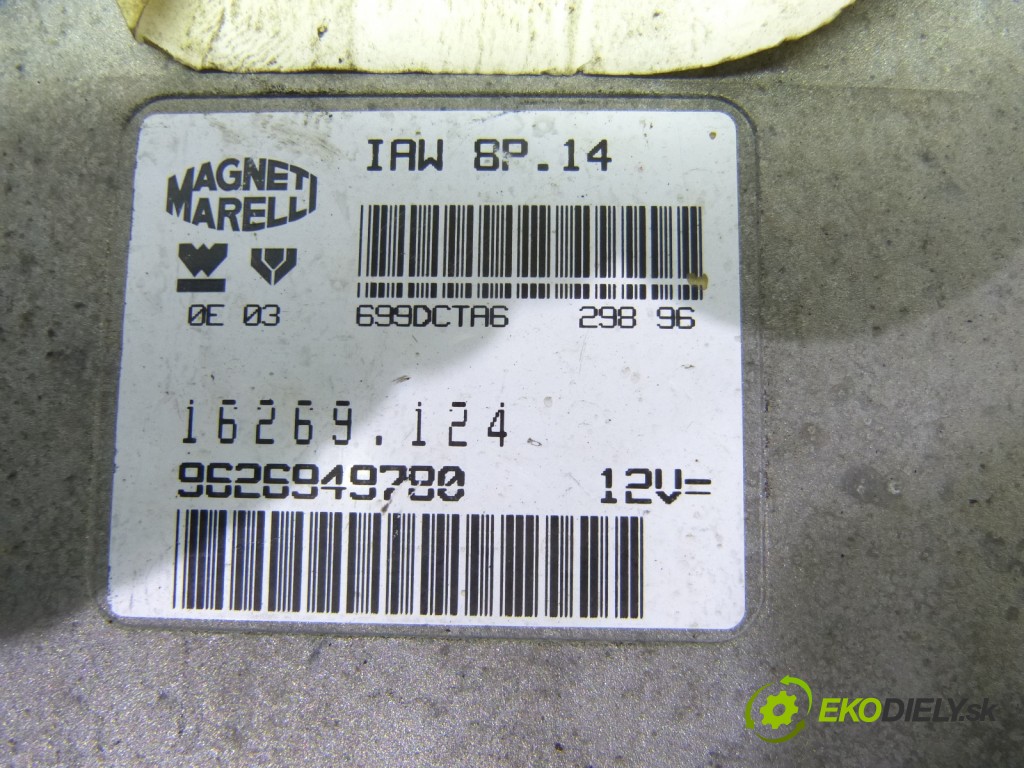 IAW 8P.14
MAGNETI
MARELLI
0E 03
699DCTA6 298 96
16269.124.
9626949780 12V=
EKODIELY.sk